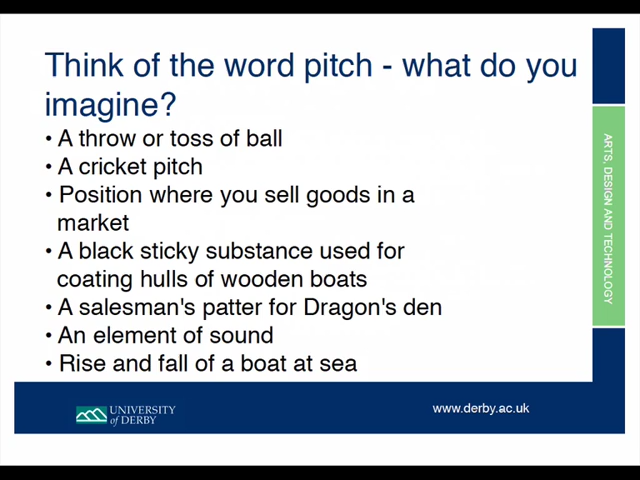 Think of the word pitch - what do you
imagine?
• A throw or toss of ball
• A cricket pitch
• Position where you sell goods in a
market
• A black sticky substance used for
coating hulls of wooden boats
• A salesman's patter for Dragon's den
• An element of sound
• Rise and fall of a boat at sea
ARTS, DESIGN AND TECHNOLOGY
UNIVERSITY
of DERBY
www.derby.ac.uk